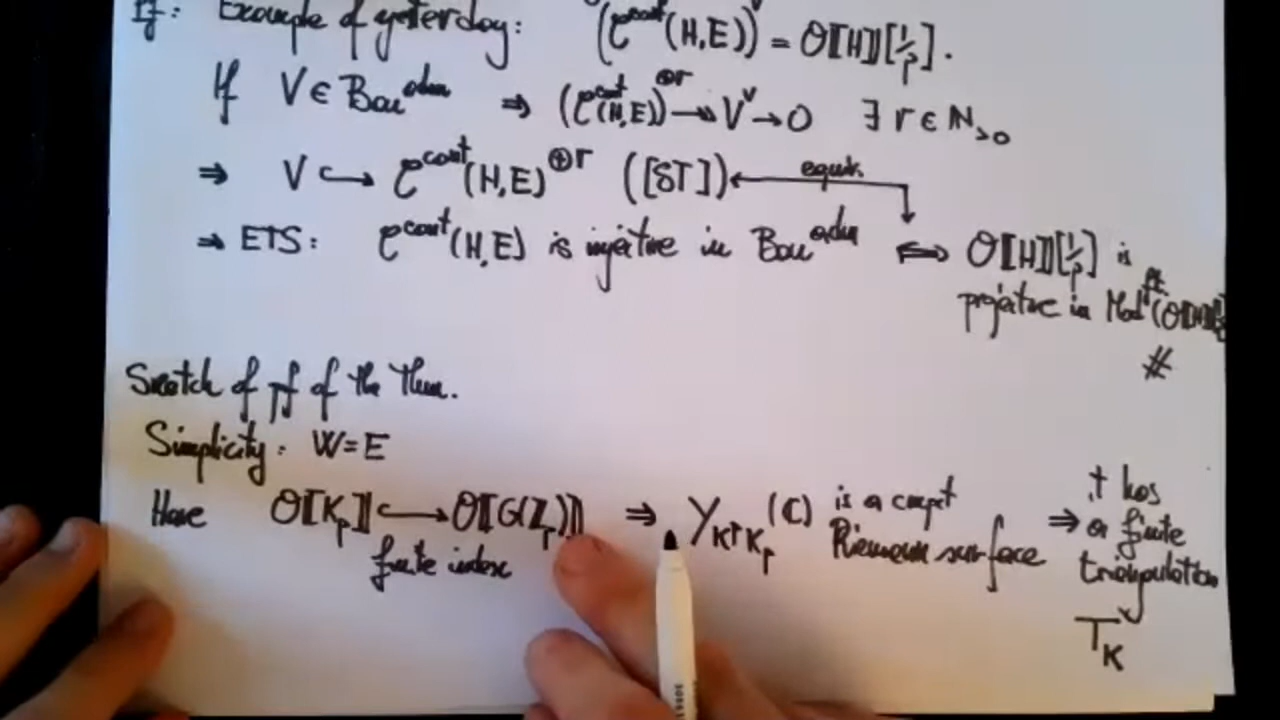 Pf: Example of yesterday: (C^cont(H,E))^v = O[[H]][1/p].
If V ∈ Ban^adm ⇒ (C^cont(H,E))^⊕r → V^v → 0 ∃ r ∈ N_>0
⇒ V ↪ C^cont(H,E)^⊕r ([ST]) ← equiv.
⇒ ETS: C^cont(H,E) is injective in Ban^adm ⟺ O[[H]][1/p] is
projective in Mod^fg(O[[H]]
#
Sketch of pf of the Thm.
Simplicity: W=E
Have O[[K_p]] ↪ O[[G(Z_p)]] ⇒ Y_{K^pK_p}(C) is a compact Riemann surface ⇒ it has a finite triangulation
finite index
T_K